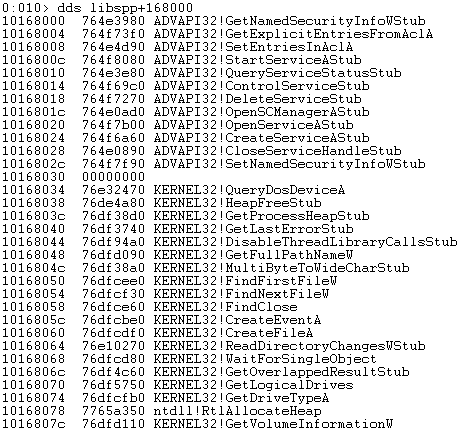 0:010> dds libspp+168000
10168000  764e3980 ADVAPI32!GetNamedSecurityInfoWStub
10168004  764f73f0 ADVAPI32!GetExplicitEntriesFromAclA
10168008  764e4d90 ADVAPI32!SetEntriesInAclA
1016800c  764f8080 ADVAPI32!StartServiceAStub
10168010  764e3e80 ADVAPI32!QueryServiceStatusStub
10168014  764f69c0 ADVAPI32!ControlServiceStub
10168018  764f7270 ADVAPI32!DeleteServiceStub
1016801c  764e0ad0 ADVAPI32!OpenSCManagerAStub
10168020  764f7b00 ADVAPI32!OpenServiceAStub
10168024  764f6a60 ADVAPI32!CreateServiceAStub
10168028  764e0890 ADVAPI32!CloseServiceHandleStub
1016802c  764f7f90 ADVAPI32!SetNamedSecurityInfoWStub
10168030  00000000
10168034  76e32470 KERNEL32!QueryDosDeviceA
10168038  76de4a80 KERNEL32!HeapFreeStub
1016803c  76df38d0 KERNEL32!GetProcessHeapStub
10168040  76df3740 KERNEL32!GetLastErrorStub
10168044  76df94a0 KERNEL32!DisableThreadLibraryCallsStub
10168048  76dfd090 KERNEL32!GetFullPathNameW
1016804c  76df38a0 KERNEL32!MultiByteToWideCharStub
10168050  76dfcee0 KERNEL32!FindFirstFileW
10168054  76dfcf30 KERNEL32!FindNextFileW
10168058  76dfce60 KERNEL32!FindClose
1016805c  76dfcbe0 KERNEL32!CreateEventA
10168060  76dfcdf0 KERNEL32!CreateFileA
10168064  76e10270 KERNEL32!ReadDirectoryChangesWStub
10168068  76dfcd80 KERNEL32!WaitForSingleObject
1016806c  76df4c60 KERNEL32!GetOverlappedResultStub
10168070  76df5750 KERNEL32!GetLogicalDrives
10168074  76dfcfb0 KERNEL32!GetDriveTypeA
10168078  7765a350 ntdll!RtlAllocateHeap
1016807c  76dfd110 KERNEL32!GetVolumeInformationW